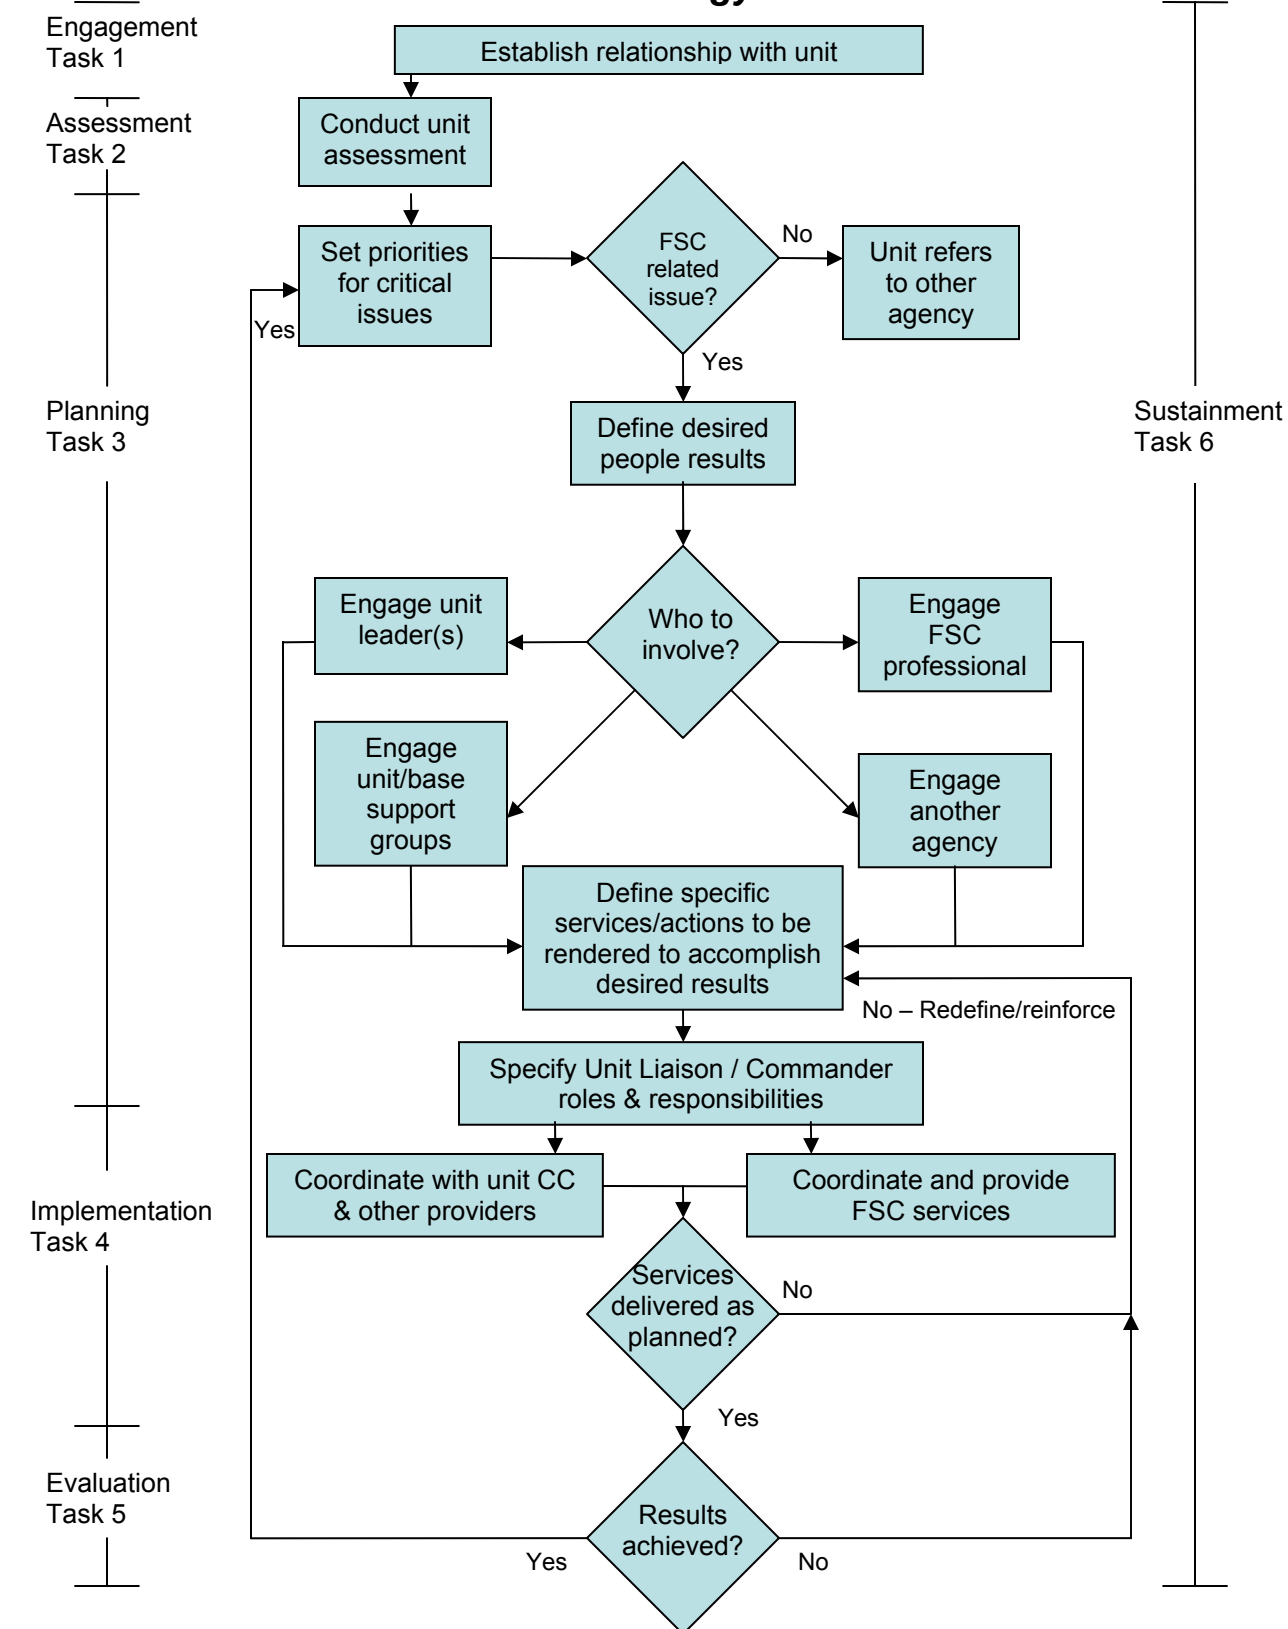 Engagement
Task 1
Establish relationship with unit
Assessment
Task 2
Conduct unit
assessment
Set priorities
for critical
issues
FSC
related
issue?
No
Unit refers
to other
agency
Yes
Yes
Planning
Task 3
Define desired
people results
Sustainment
Task 6
Engage unit
leader(s)
Who to
involve?
Engage
FSC
professional
Engage
unit/base
support
groups
Engage
another
agency
Define specific
services/actions to be
rendered to accomplish
desired results
No – Redefine/reinforce
Specify Unit Liaison / Commander
roles & responsibilities
Coordinate with unit CC
& other providers
Coordinate and provide
FSC services
Implementation
Task 4
Services
delivered as
planned?
No
Yes
Evaluation
Task 5
Results
achieved?
Yes
No